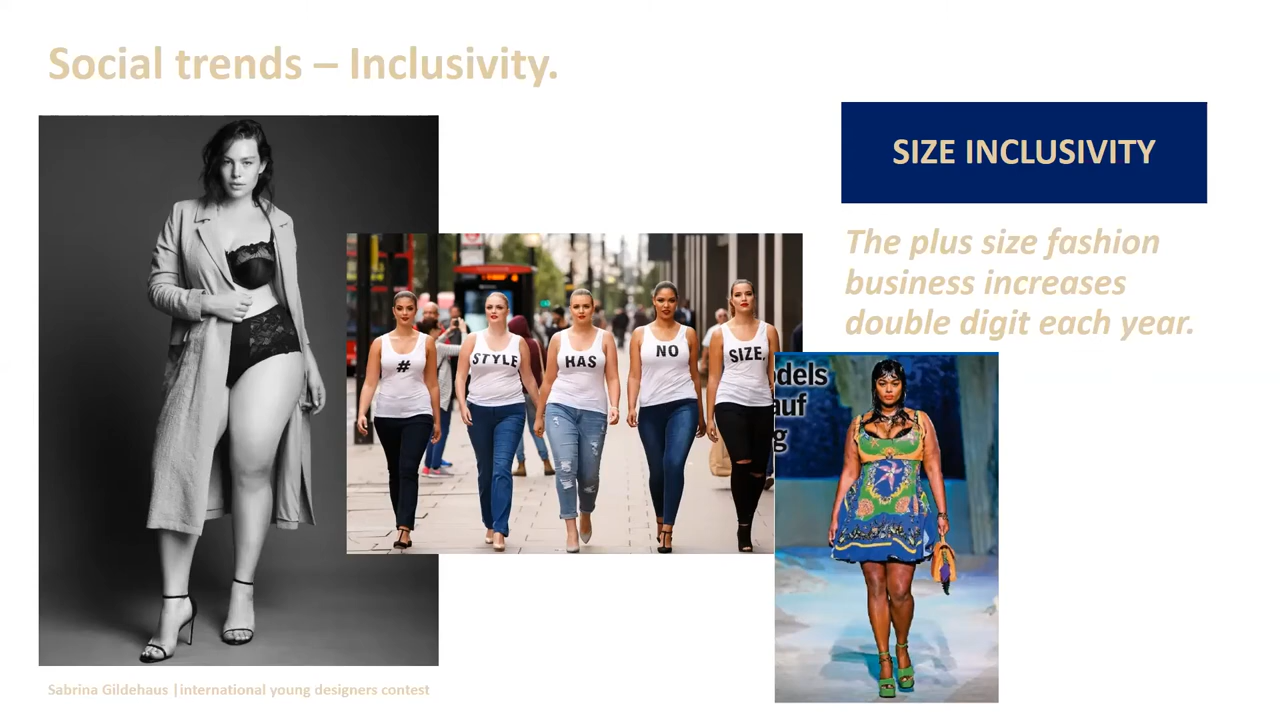 Social trends – Inclusivity.
SIZE INCLUSIVITY
The plus size fashion
business increases
double digit each year.
# STYLE HAS NO SIZE.
auf
Sabrina Gildehaus |international young designers contest